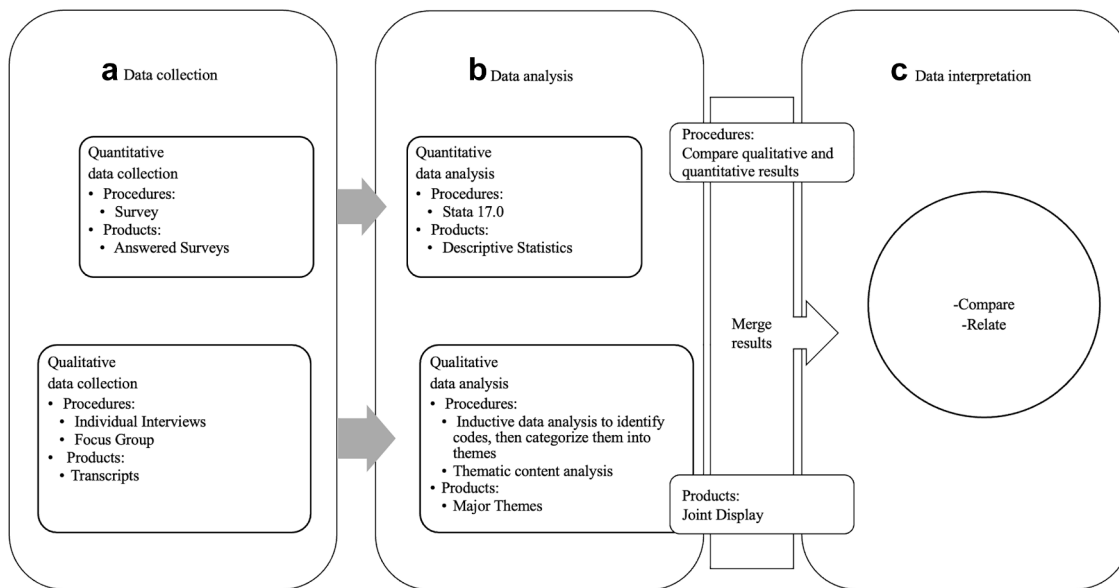 a Data collection
Quantitative
data collection
• Procedures:
• Survey
• Products:
• Answered Surveys
Qualitative
data collection
• Procedures:
• Individual Interviews
• Focus Group
• Products:
• Transcripts
b Data analysis
Quantitative
data analysis
• Procedures:
• Stata 17.0
• Products:
• Descriptive Statistics
Qualitative
data analysis
• Procedures:
• Inductive data analysis to identify
codes, then categorize them into
themes
• Thematic content analysis
• Products:
• Major Themes
Procedures:
Compare qualitative and
quantitative results
Merge
results
Products:
Joint Display
c Data interpretation
-Compare
-Relate